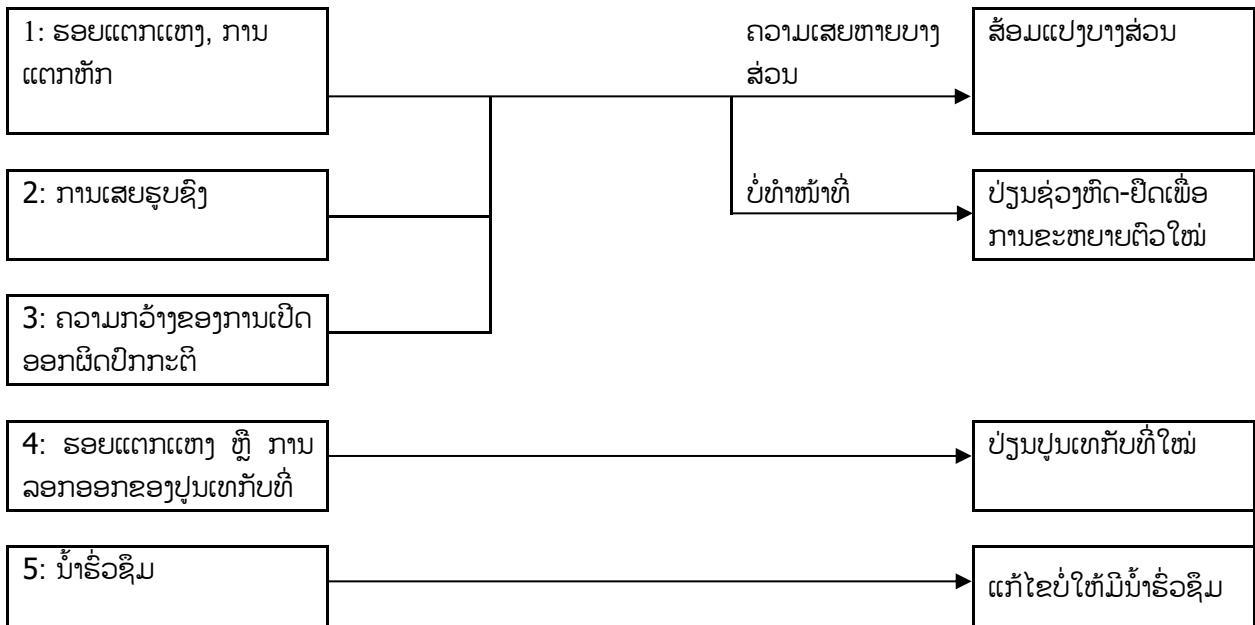 1: ຮອຍແຕກແຫງ, ການ
ແຕກຫັກ
ຄວາມເສຍຫາຍບາງ
ສ່ວນ
ສ້ອມແປງບາງສ່ວນ
2: ການເສຍຮູບຊົງ
ບໍ່ທຳໜ້າທີ່
ປ່ຽນຊ່ວງຫົດ-ຢືດເພື່ອ
ການຂະຫຍາຍຕົວໃໝ່
3: ຄວາມກວ້າງຂອງການເປີດ
ອອກຜິດປົກກະຕິ
4: ຮອຍແຕກແຫງ ຫຼື ການ
ລອກອອກຂອງປູນເທກັບທີ່
ປ່ຽນປູນເທກັບທີ່ໃໝ່
5: ນ້ຳຮົ່ວຊຶມ
ແກ້ໄຂບໍ່ໃຫ້ມີນ້ຳຮົ່ວຊຶມ